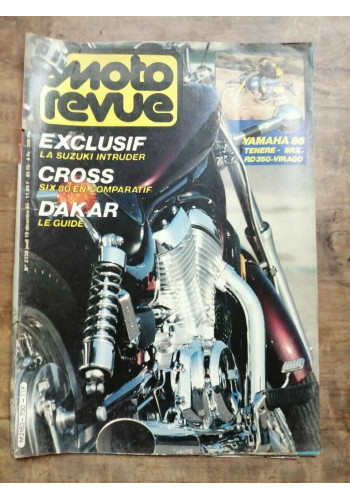 moto
revue
EXCLUSIF
LA SUZUKI INTRUDER
CROSS
SIX 80 EN COMPARATIF
DAKAR
LE GUIDE
YAMAHA 86
TENERE - SRX-
RD350-VIRAGO